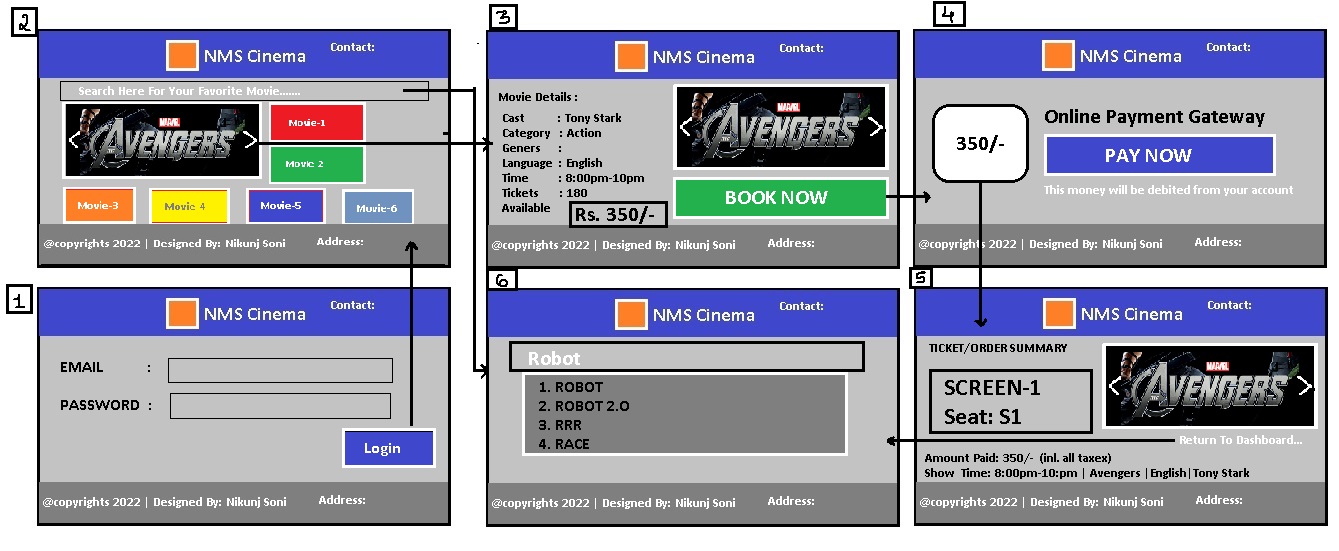 2
NMS Cinema
Contact:
Search Here For Your Favorite Movie.......
MARVEL
THE AVENGERS
Movie-1
Movie-2
Movie-3
Movie-4
Movie-5
Movie-6
@copyrights 2022 | Designed By: Nikunj Soni
Address:
3
NMS Cinema
Contact:
Movie Details :
Cast : Tony Stark
Category : Action
Geners :
Language : English
Time : 8:00pm-10pm
Tickets : 180
Available
Rs. 350/-
MARVEL
THE AVENGERS
BOOK NOW
@copyrights 2022 | Designed By: Nikunj Soni
Address:
4
NMS Cinema
Contact:
350/-
Online Payment Gateway
PAY NOW
This money will be debited from your account
@copyrights 2022 | Designed By: Nikunj Soni
Address:
1
NMS Cinema
Contact:
EMAIL :
PASSWORD :
Login
@copyrights 2022 | Designed By: Nikunj Soni
Address:
6
NMS Cinema
Contact:
Robot
1. ROBOT
2. ROBOT 2.O
3. RRR
4. RACE
@copyrights 2022 | Designed By: Nikunj Soni
Address:
5
NMS Cinema
Contact:
TICKET/ORDER SUMMARY
SCREEN-1
Seat: S1
MARVEL
THE AVENGERS
Return To Dashboard...
Amount Paid: 350/- (inl. all taxex)
Show Time: 8:00pm-10:pm | Avengers |English|Tony Stark
@copyrights 2022 | Designed By: Nikunj Soni
Address: